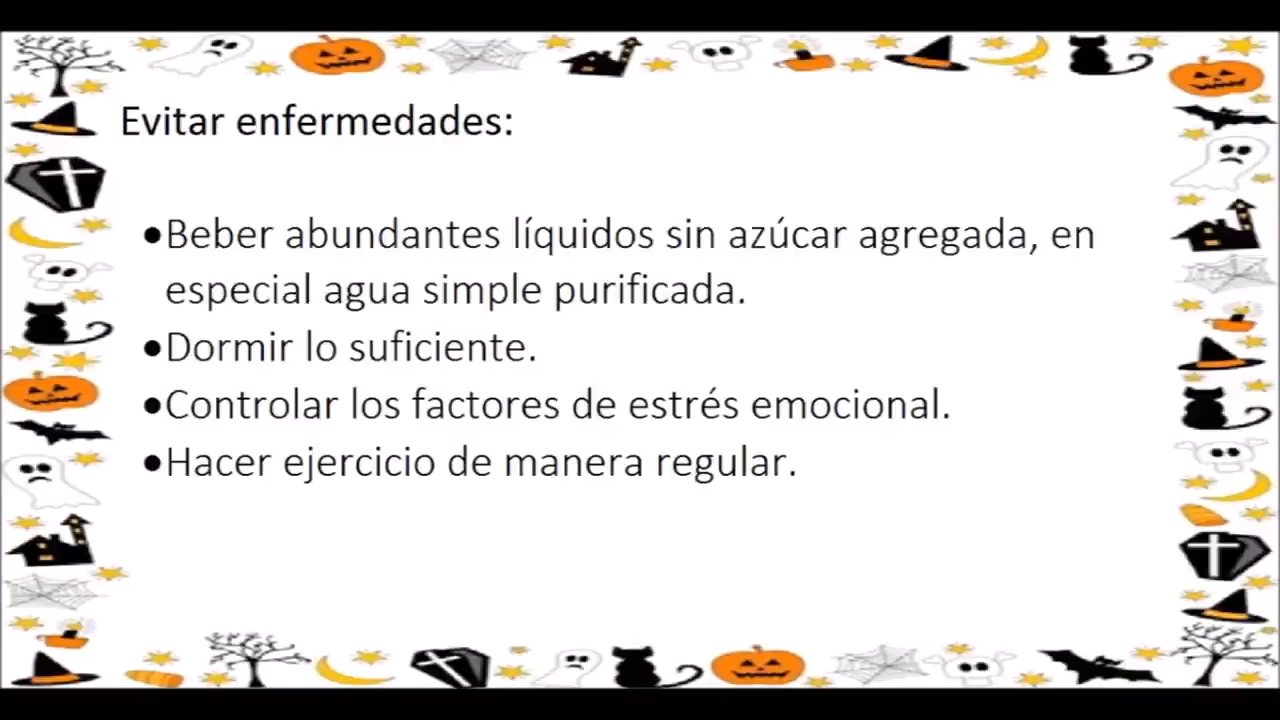 Evitar enfermedades:
•Beber abundantes líquidos sin azúcar agregada, en
especial agua simple purificada.
•Dormir lo suficiente.
•Controlar los factores de estrés emocional.
•Hacer ejercicio de manera regular.